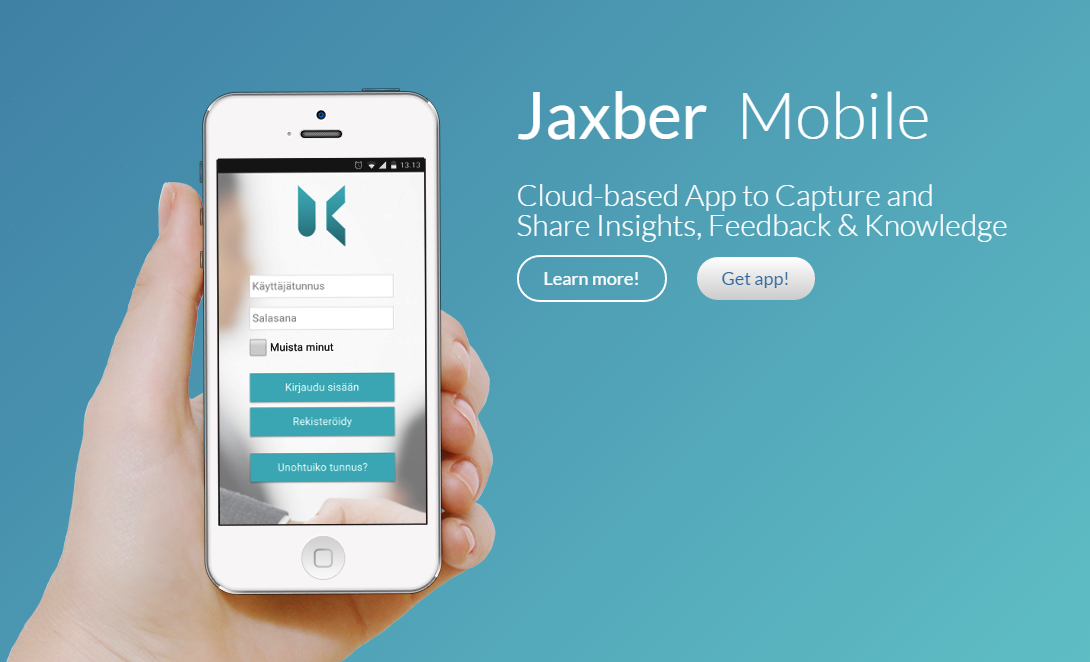 Jaxber Mobile
Cloud-based App to Capture and
Share Insights, Feedback & Knowledge
Learn more!
Get app!
13.13
Käyttäjätunnus
Salasana
Muista minut
Kirjaudu sisään
Rekisteröidy
Unohtuiko tunnus?